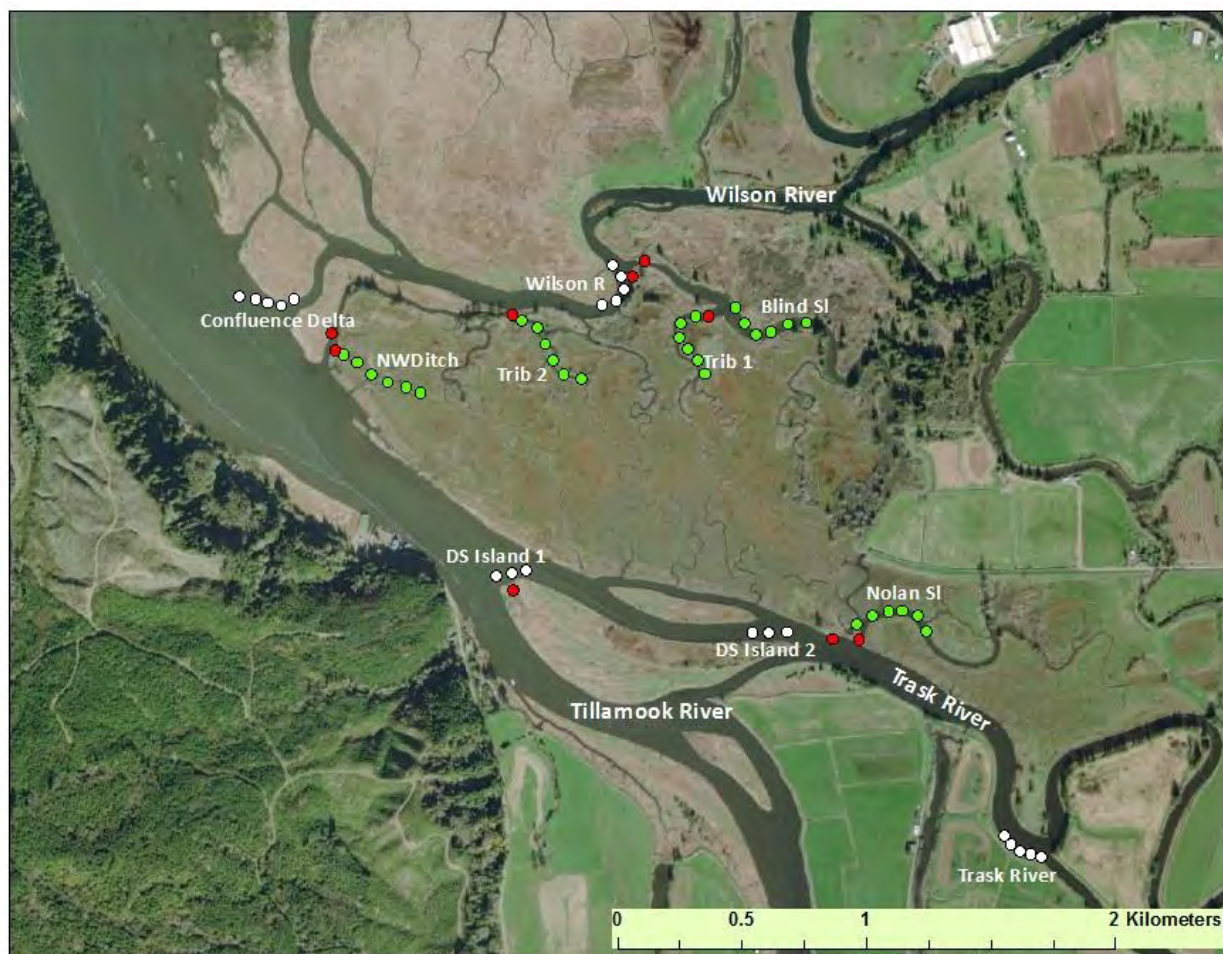 Wilson River
Wilson R
Blind Sl
Confluence Delta
NWDitch
Trib 2
Trib 1
DS Island 1
Nolan Sl
DS Island 2
Trask River
Tillamook River
Trask River
0 0.5 1 2 Kilometers